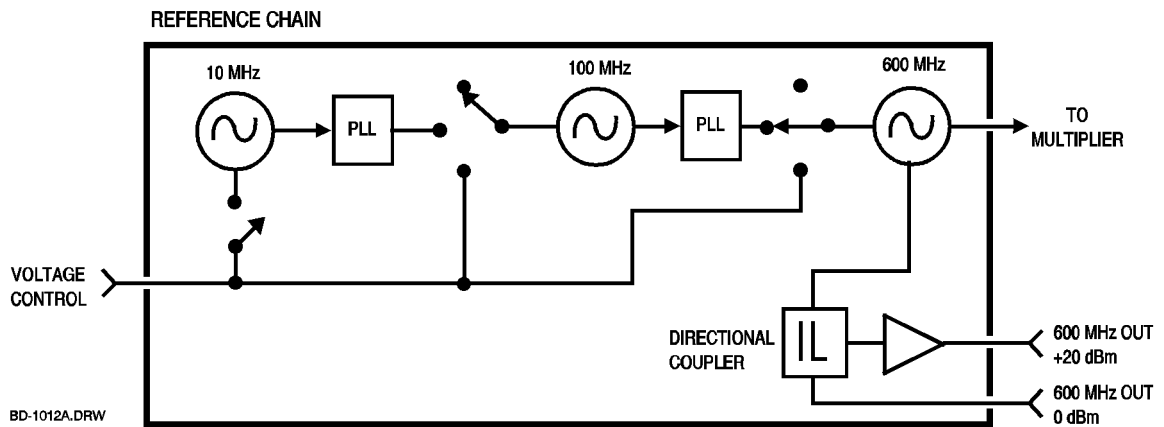 REFERENCE CHAIN
10 MHz
100 MHz
600 MHz
PLL
PLL
TO
MULTIPLIER
VOLTAGE
CONTROL
DIRECTIONAL
COUPLER
600 MHz OUT
+20 dBm
600 MHz OUT
0 dBm
BD-1012A.DRW